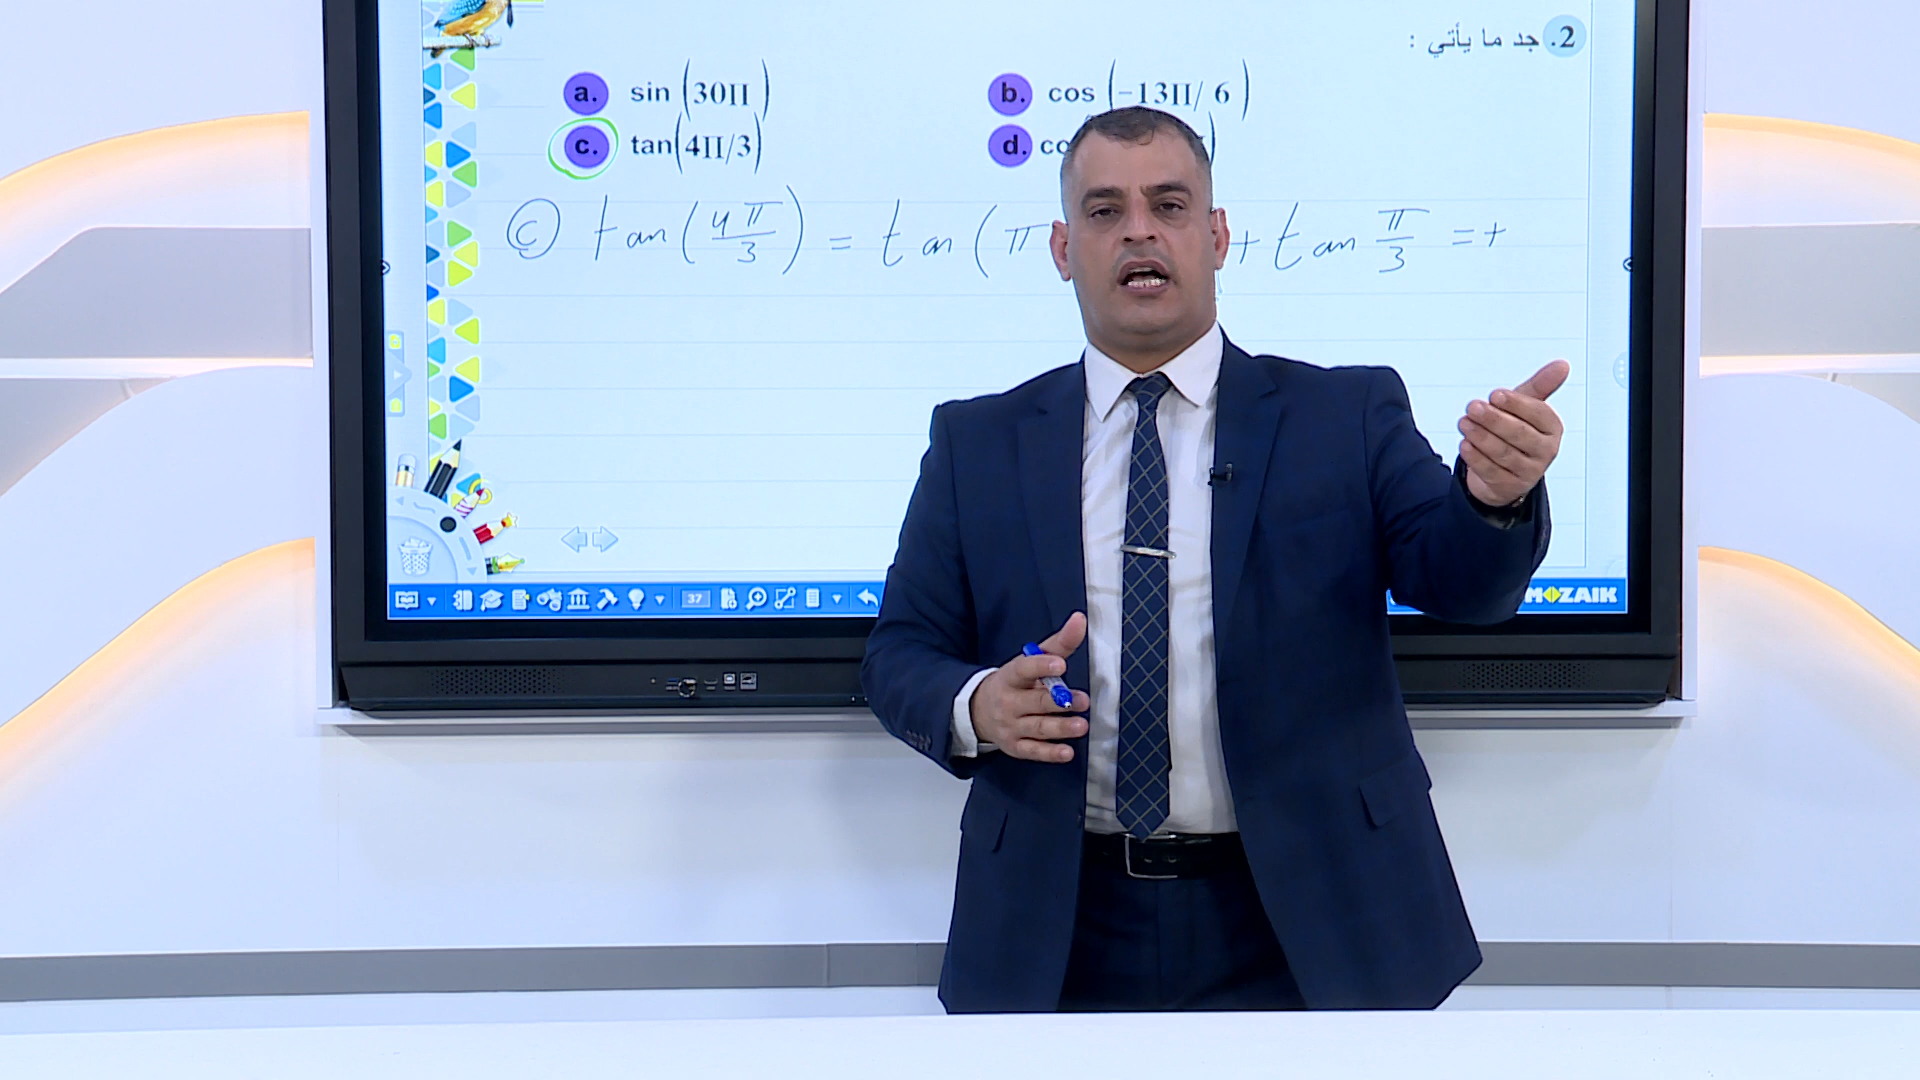 2. جد ما يأتي :
a. sin (30Π) b. cos (-13Π/ 6 )
c. tan(4Π/3) d.
ⓒ tan (4π/3) = tan (π + tan π/3 = +
37
MOZAIK